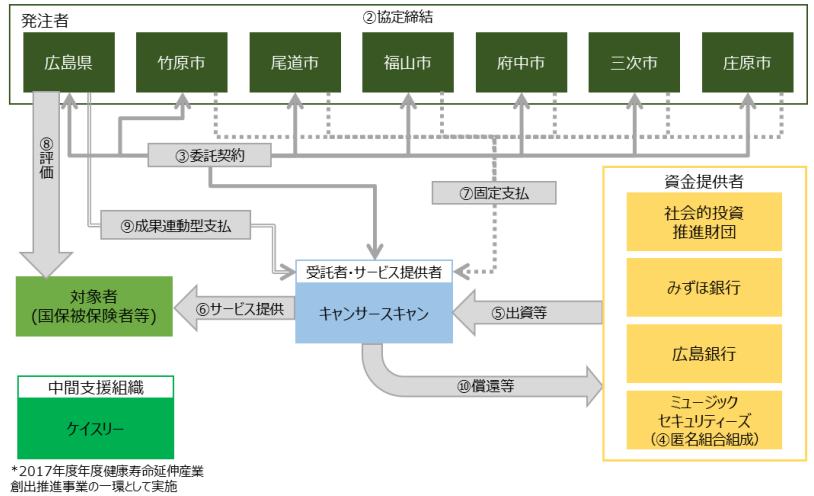 発注者
②協定締結
広島県
竹原市
尾道市
福山市
府中市
三次市
庄原市
⑧評価
③委託契約
⑦固定支払
⑨成果連動型支払
資金提供者
社会的投資
推進財団
みずほ銀行
広島銀行
ミュージック
セキュリティーズ
(④匿名組合組成)
受託者・サービス提供者
キャンサースキャン
対象者
(国保被保険者等)
⑥サービス提供
⑤出資等
⑩償還等
中間支援組織
ケイスリー
*2017年度年度健康寿命延伸産業
創出推進事業の一環として実施